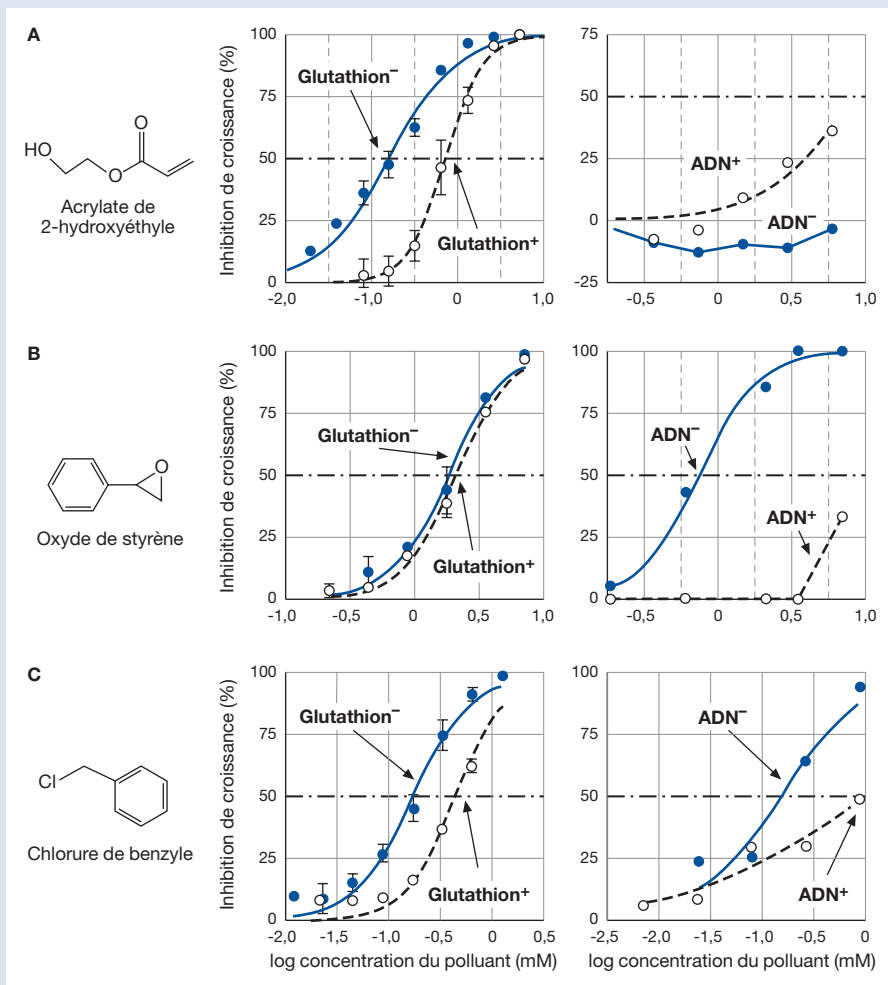 A
HO
O
O
Acrylate de
2-hydroxyéthyle
Inhibition de croissance (%)
100
75
50
25
0
-2,0
-1,0
0
1,0
Glutathion⁻
Glutathion⁺
75
50
25
0
-25
-0,5
0
0,5
1,0
ADN⁺
ADN⁻
B
O
Oxyde de styrène
Inhibition de croissance (%)
100
75
50
25
0
-1,0
-0,5
0
0,5
1,0
Glutathion⁻
Glutathion⁺
100
75
50
25
0
-0,5
0
0,5
1,0
ADN⁻
ADN⁺
C
Cl
Chlorure de benzyle
Inhibition de croissance (%)
100
75
50
25
0
-2,0
-1,5
-1,0
-0,5
0
0,5
Glutathion⁻
Glutathion⁺
log concentration du polluant (mM)
100
75
50
25
0
-2,5
-2,0
-1,5
-1,0
-0,5
0
ADN⁻
ADN⁺
log concentration du polluant (mM)